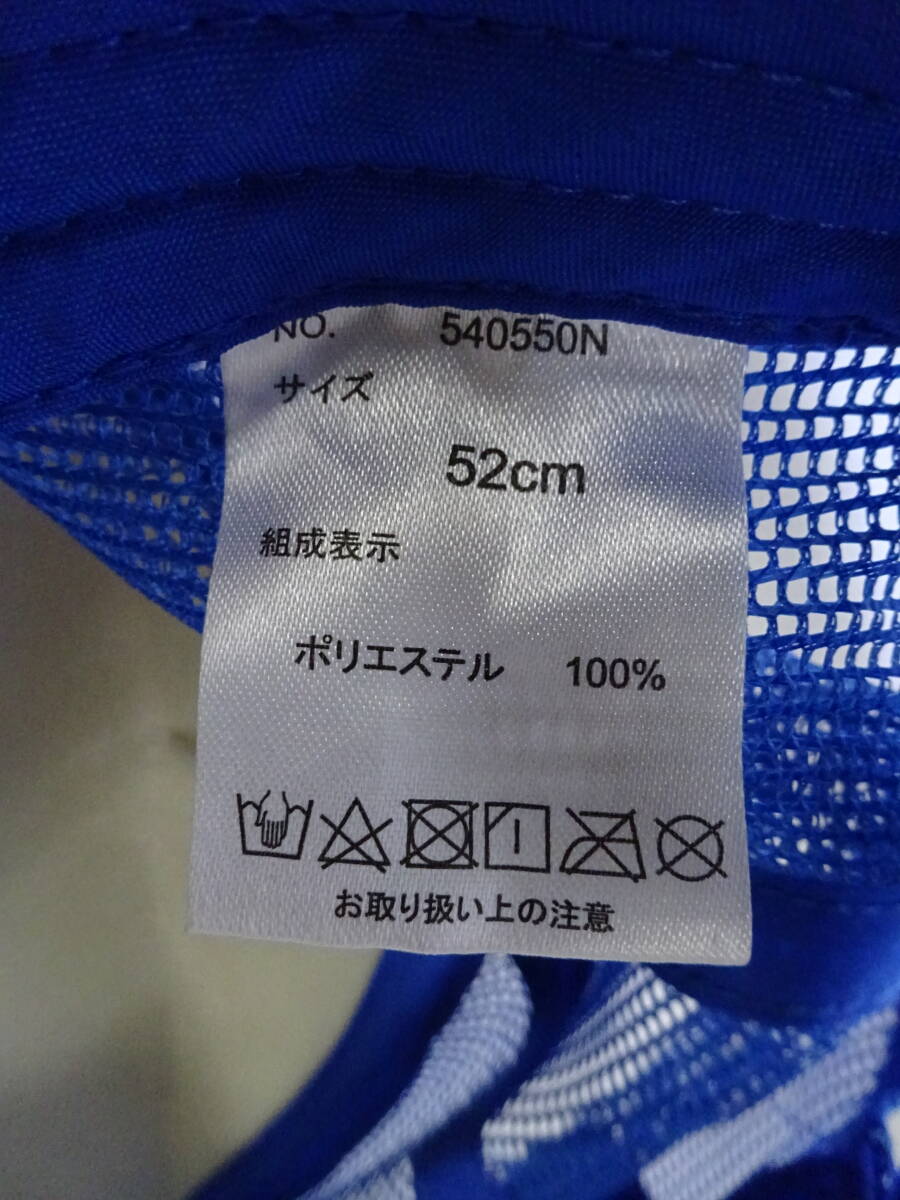 NO. 540550N
サイズ
52cm
組成表示
ポリエステル 100%
お取り扱い上の注意